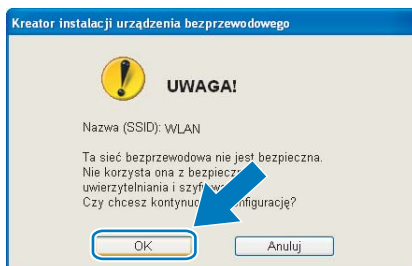 Kreator instalacji urządzenia bezprzewodowego
UWAGA!
Nazwa (SSID): WLAN
Ta sieć bezprzewodowa nie jest bezpieczna.
Nie korzysta ona z
uwierzytelniania i
Czy chcesz
OK
Anuluj